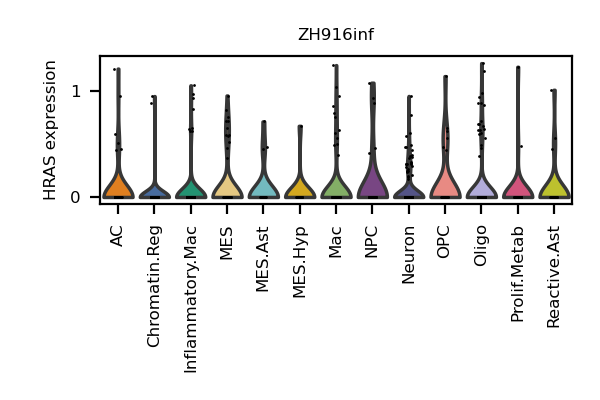 ZH916inf
HRAS expression
1
0
AC
Chromatin.Reg
Inflammatory.Mac
MES
MES.Ast
MES.Hyp
Mac
NPC
Neuron
OPC
Oligo
Prolif.Metab
Reactive.Ast